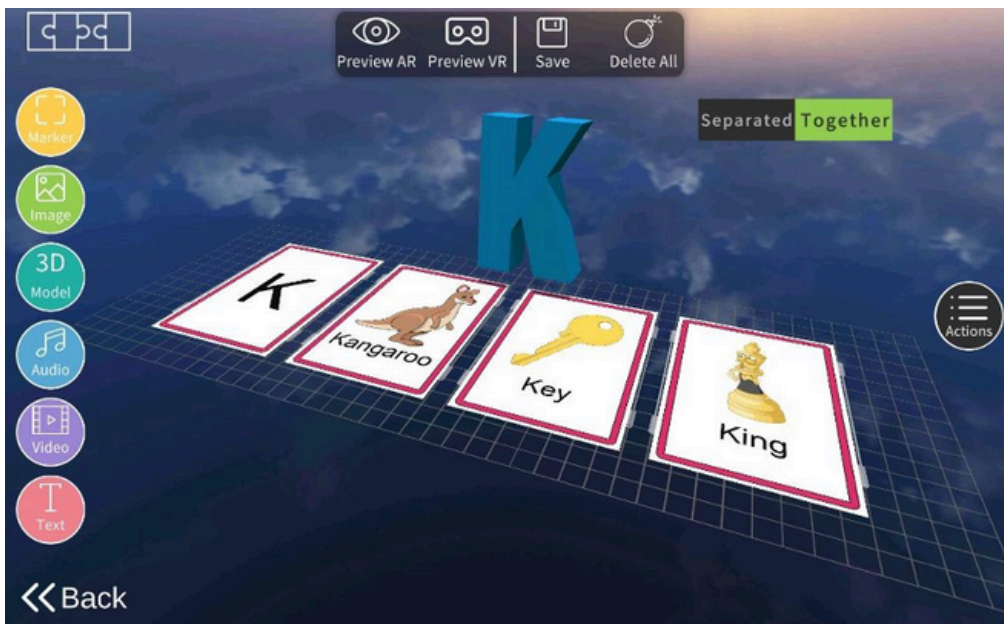 Preview AR Preview VR Save Delete All
Separated Together
Marker
Image
3D
Model
Audio
Video
T
Text
Actions
K
K
Kangaroo
Key
King
Back